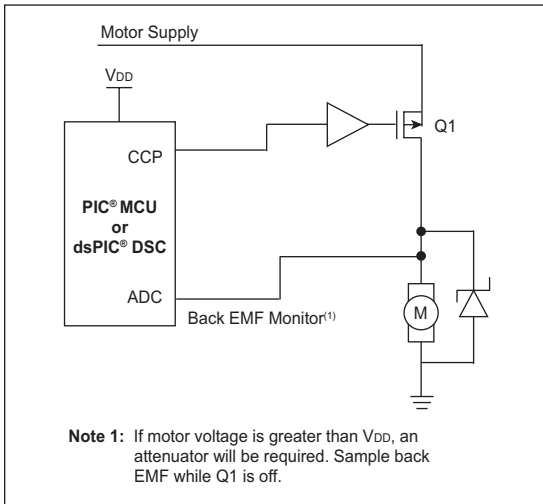 Motor Supply
VDD
CCP
Q1
PIC® MCU
or
dsPIC® DSC
ADC
Back EMF Monitor(1)
M
Note 1: If motor voltage is greater than VDD, an
attenuator will be required. Sample back
EMF while Q1 is off.